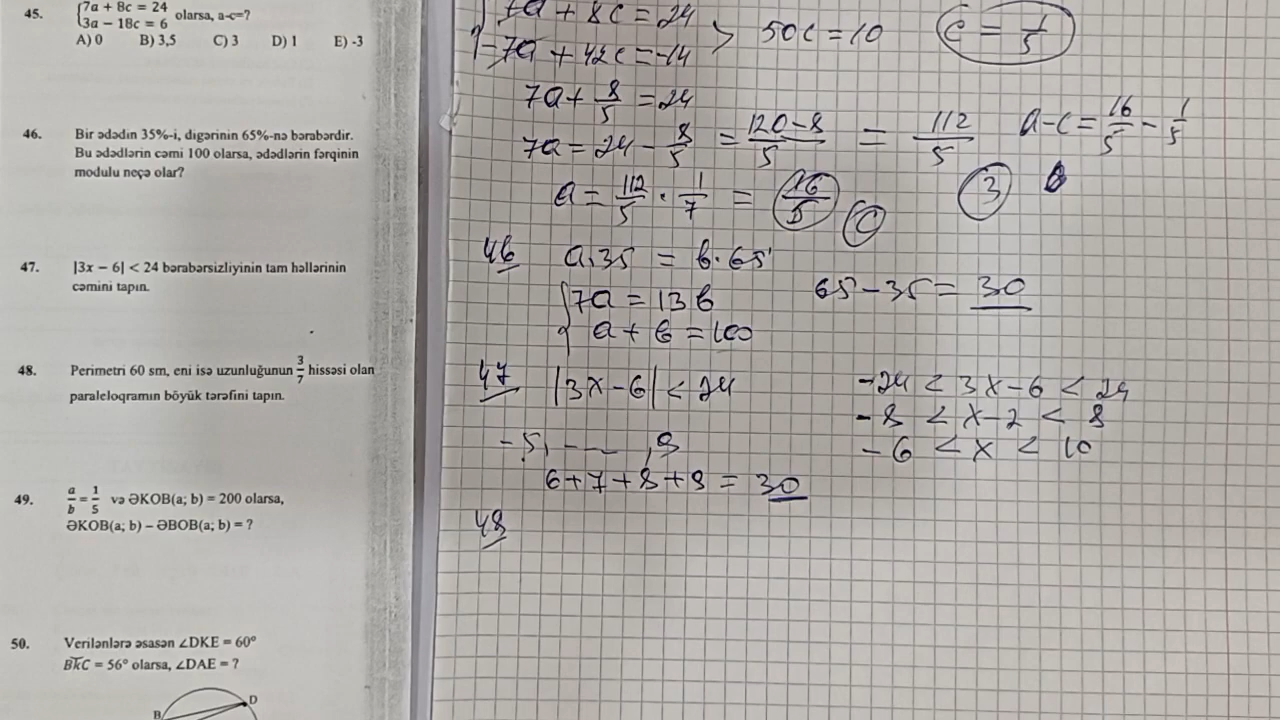 45. {7a + 8c = 24
3a − 18c = 6 olarsa, a-c=?
A) 0 B) 3,5 C) 3 D) 1 E) -3
46. Bir ədədin 35%-i, digərinin 65%-nə bərabərdir.
Bu ədədlərin cəmi 100 olarsa, ədədlərin fərqinin
modulu neçə olar?
47. |3x − 6| < 24 bərabərsizliyinin tam həllərinin
cəmini tapın.
48. Perimetri 60 sm, eni isə uzunluğunun 3/7 hissəsi olan
paraleloqramın böyük tərəfini tapın.
49. a/b = 1/5 və ƏKOB(a; b) = 200 olarsa,
ƏKOB(a; b) − ƏBOB(a; b) = ?
50. Verilənlərə əsasən ∠DKE = 60°
BKC = 56° olarsa, ∠DAE = ?
D
B
7a + 8c = 24
-7a + 42c = -14 > 50c = 10 c = 1/5
7a + 8/5 = 24
7a = 24 - 8/5 = 120-8/5 = 112/5 a-c = 16/5 - 1/5
a = 112/5 · 1/7 = 16/5 C 3
46 a·35 = b·65
{7a = 13b 65-35 = 30
a + b = 100
47 |3x-6| < 24 -24 < 3x-6 < 24
-8 < x-2 < 8
-5, ---- , 9 -6 < x < 10
6+7+8+9 = 30
48